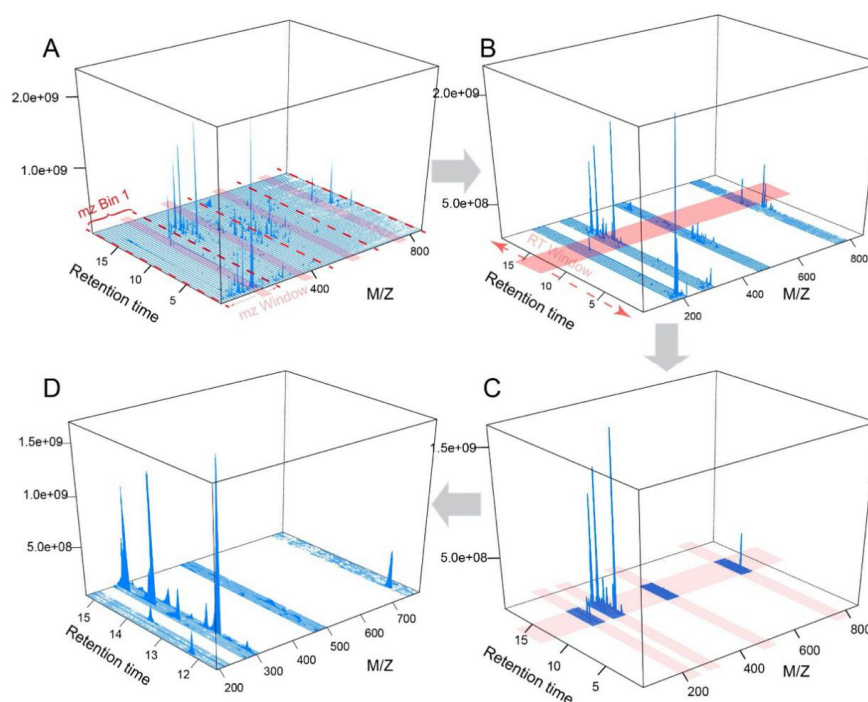 A
2.0e+09
1.0e+09
mz Bin 1
15
10
5
Retention time
mz Window
400
800
M/Z
B
2.0e+09
5.0e+08
RT Window
15
10
5
Retention time
200
400
600
800
M/Z
D
1.5e+09
1.0e+09
5.0e+08
15
14
13
12
Retention time
200
300
400
500
600
700
M/Z
C
1.5e+09
5.0e+08
15
10
5
Retention time
200
400
600
800
M/Z